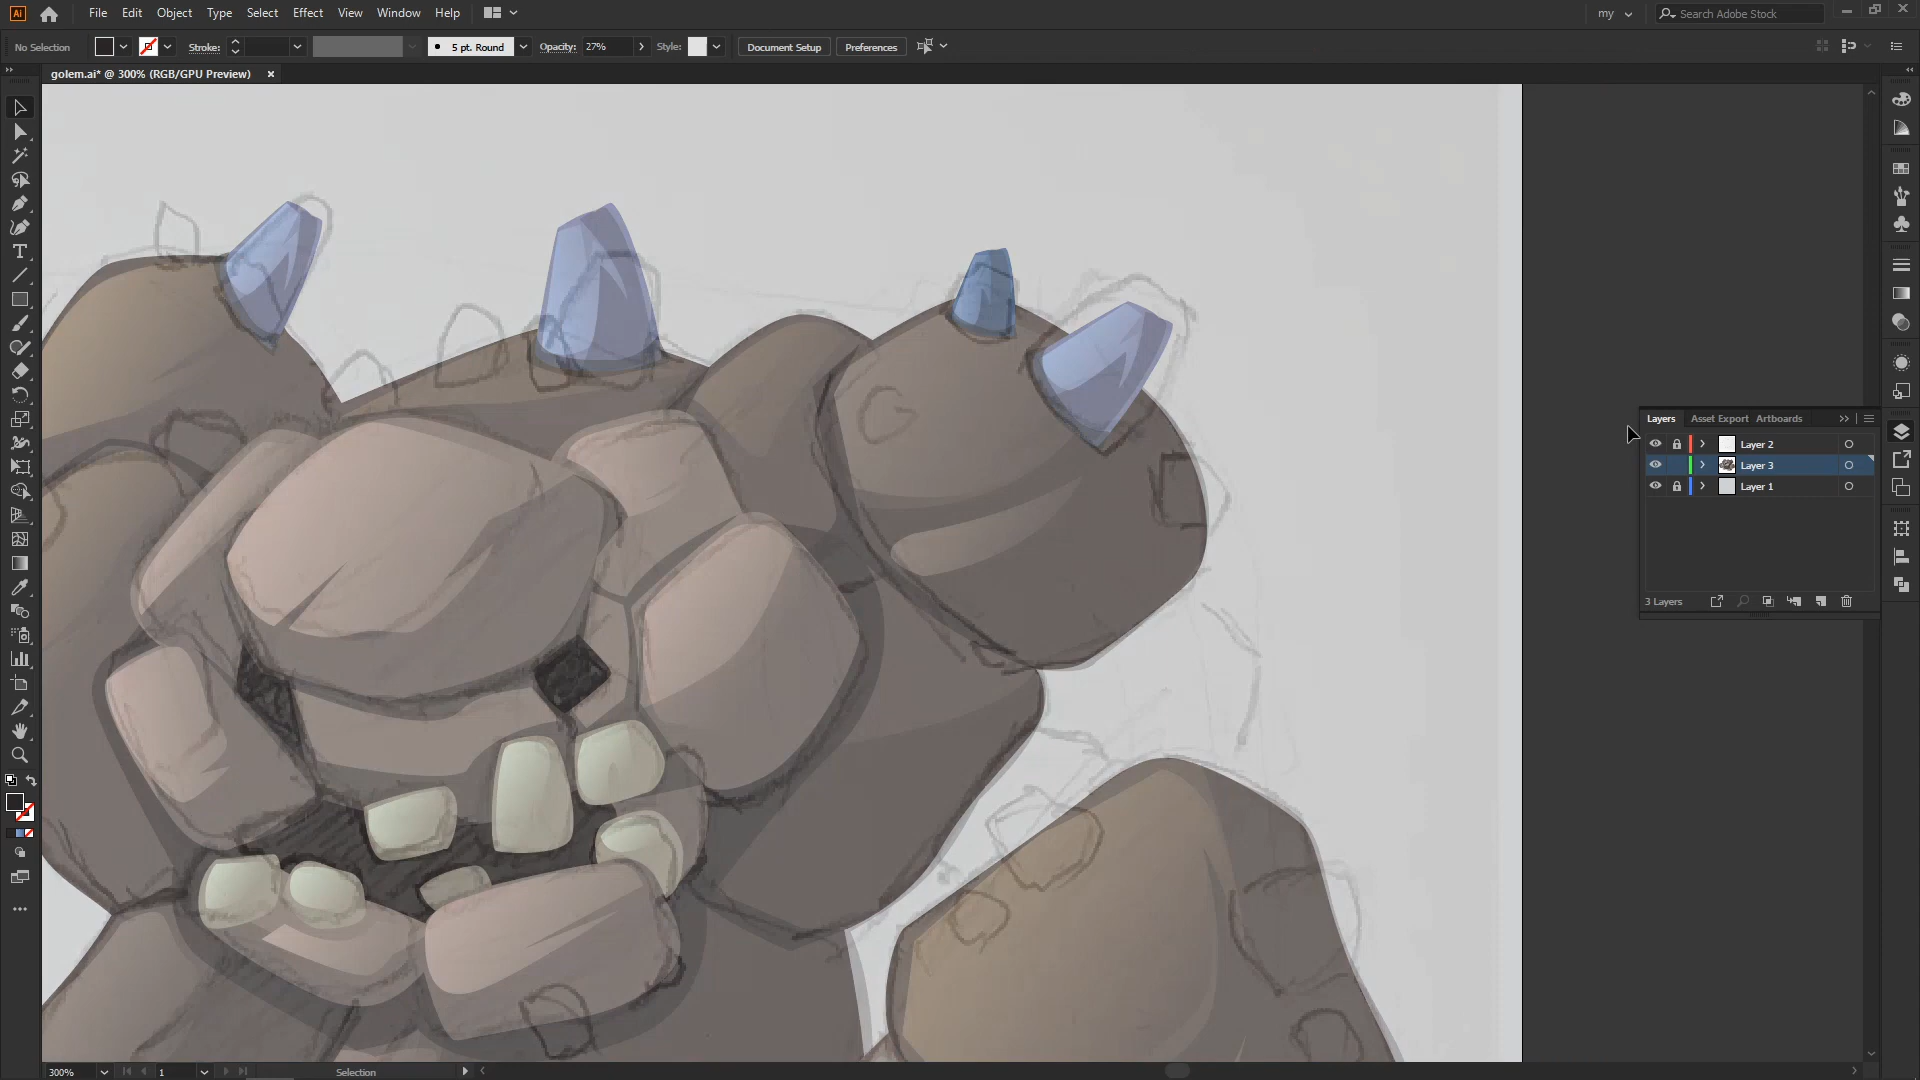 Ai File Edit Object Type Select Effect View Window Help my Search Adobe Stock
No Selection Stroke: 5 pt. Round Opacity: 27% Style: Document Setup Preferences
golem.ai* @ 300% (RGB/GPU Preview)
Layers Asset Export Artboards
Layer 2
Layer 3
Layer 1
3 Layers
300% 1 Selection